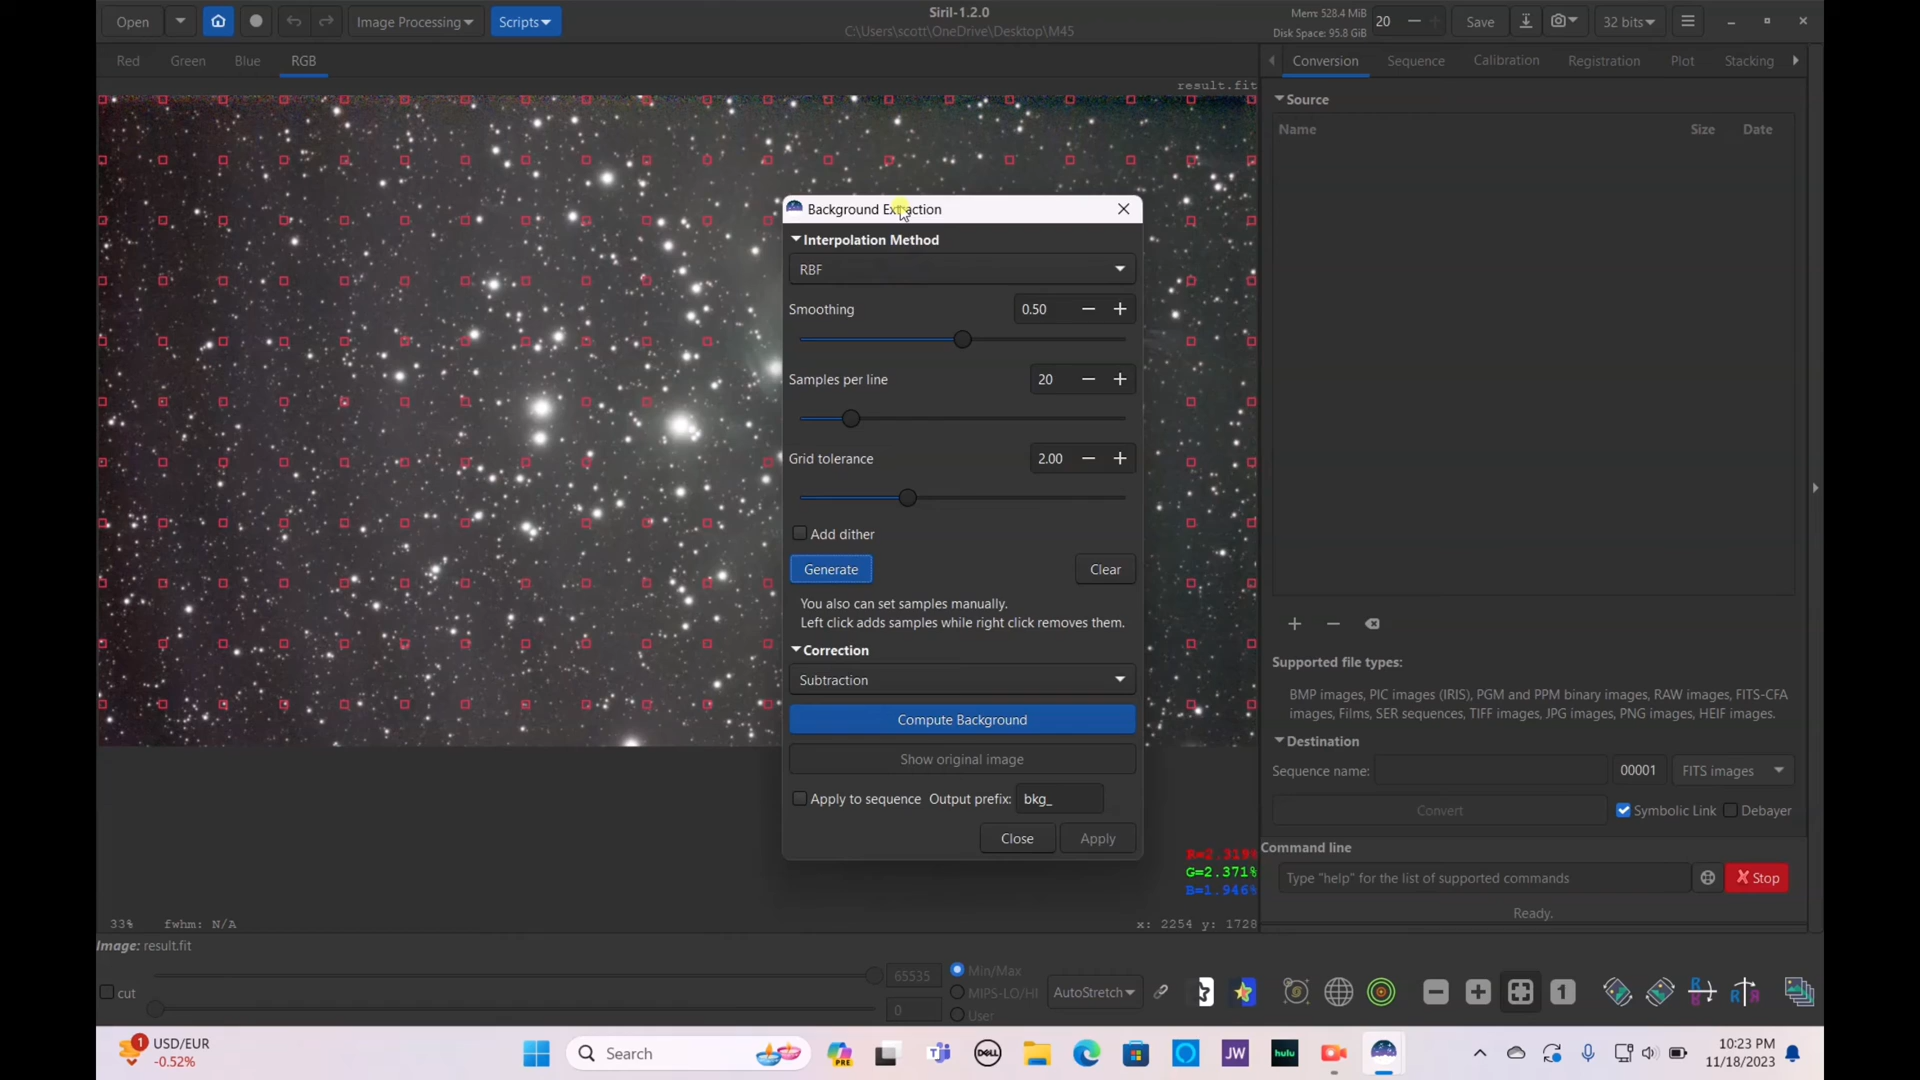 Open
Image Processing
Scripts
Siril-1.2.0
C:\Users\scott\OneDrive\Desktop\M45
Mem: 528.4 MiB
Disk Space: 95.8 GiB
20
Save
32 bits
Red
Green
Blue
RGB
Conversion
Sequence
Calibration
Registration
Plot
Stacking
result.fit
Source
Name
Size
Date
Background Extraction
Interpolation Method
RBF
Smoothing
0.50
Samples per line
20
Grid tolerance
2.00
Add dither
Generate
Clear
You also can set samples manually.
Left click adds samples while right click removes them.
Correction
Subtraction
Compute Background
Show original image
Apply to sequence
Output prefix:
bkg_
Close
Apply
Supported file types:
BMP images, PIC images (IRIS), PGM and PPM binary images, RAW images, FITS-CFA
images, Films, SER sequences, TIFF images, JPG images, PNG images, HEIF images.
Destination
Sequence name:
00001
FITS images
Convert
Symbolic Link
Debayer
Command line
Type "help" for the list of supported commands
Stop
Ready.
R=2.319%
G=2.371%
B=1.946%
33%
fwhm: N/A
x: 2254 y: 1728
Image: result.fit
cut
65535
0
Min/Max
MIPS-LO/HI
User
AutoStretch
1
1
USD/EUR
-0.52%
Search
PRE
DELL
JW
hulu
10:23 PM
11/18/2023